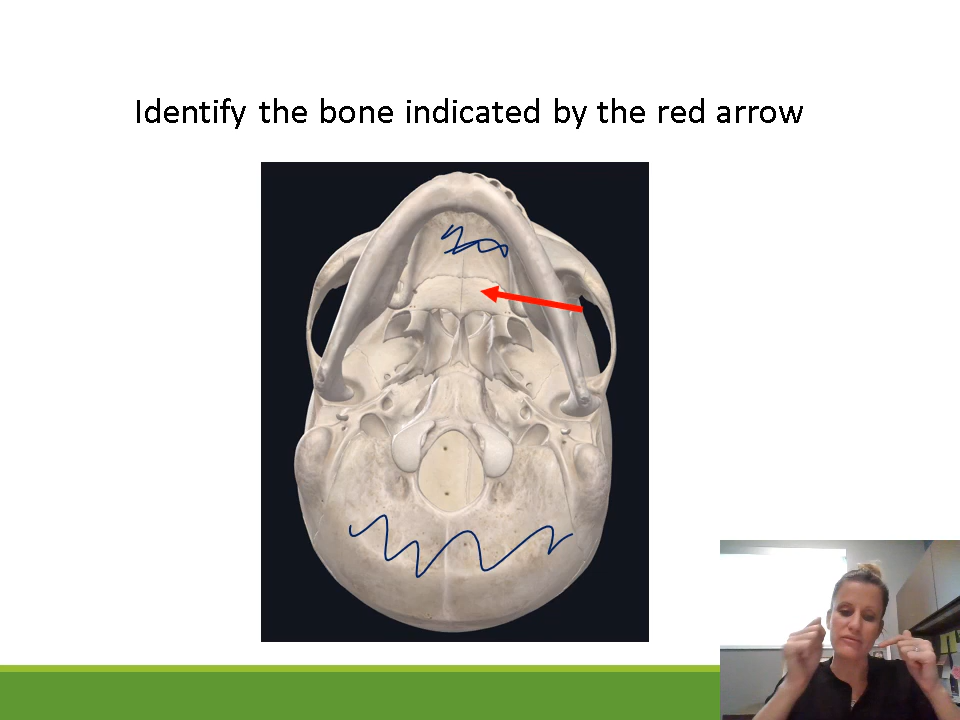 Identify the bone indicated by the red arrow